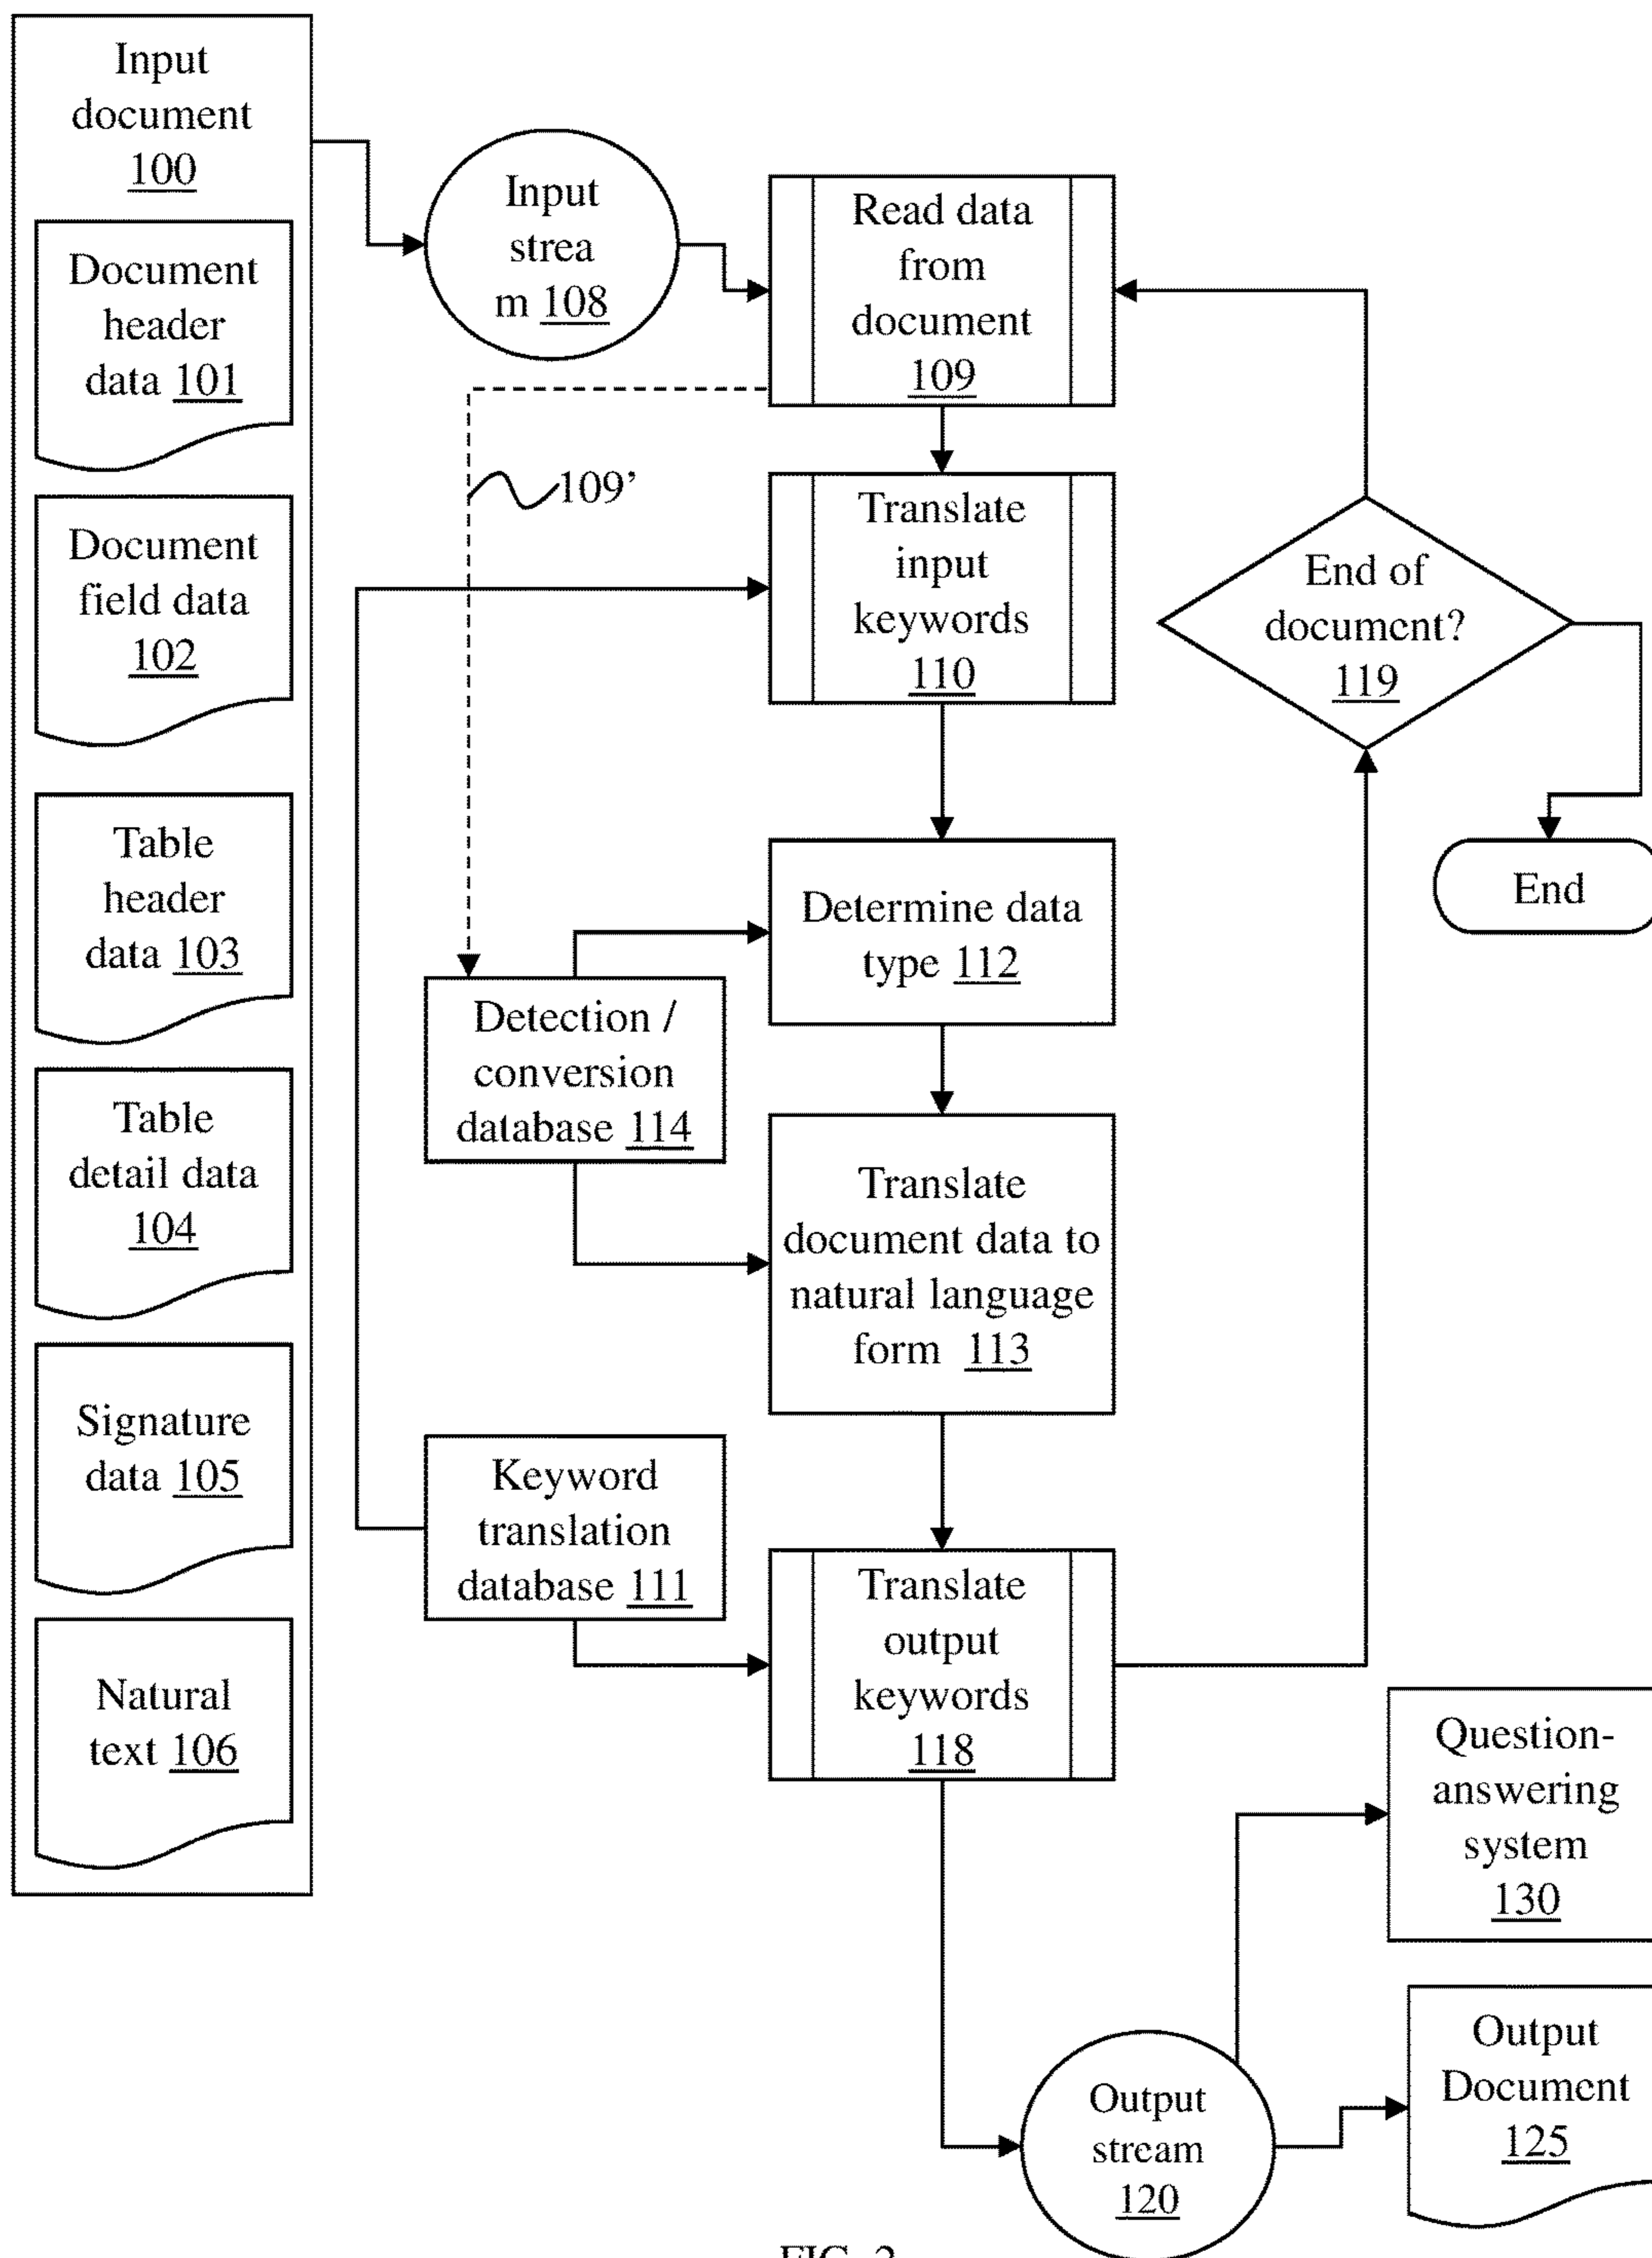 Input
document
100
Document
header
data 101
Document
field data
102
Table
header
data 103
Table
detail data
104
Signature
data 105
Natural
text 106
Input
strea
m 108
Read data
from
document
109
109’
Translate
input
keywords
110
End of
document?
119
End
Determine data
type 112
Detection /
conversion
database 114
Translate
document data to
natural language
form 113
Keyword
translation
database 111
Translate
output
keywords
118
Question-
answering
system
130
Output
stream
120
Output
Document
125
FIG. 2